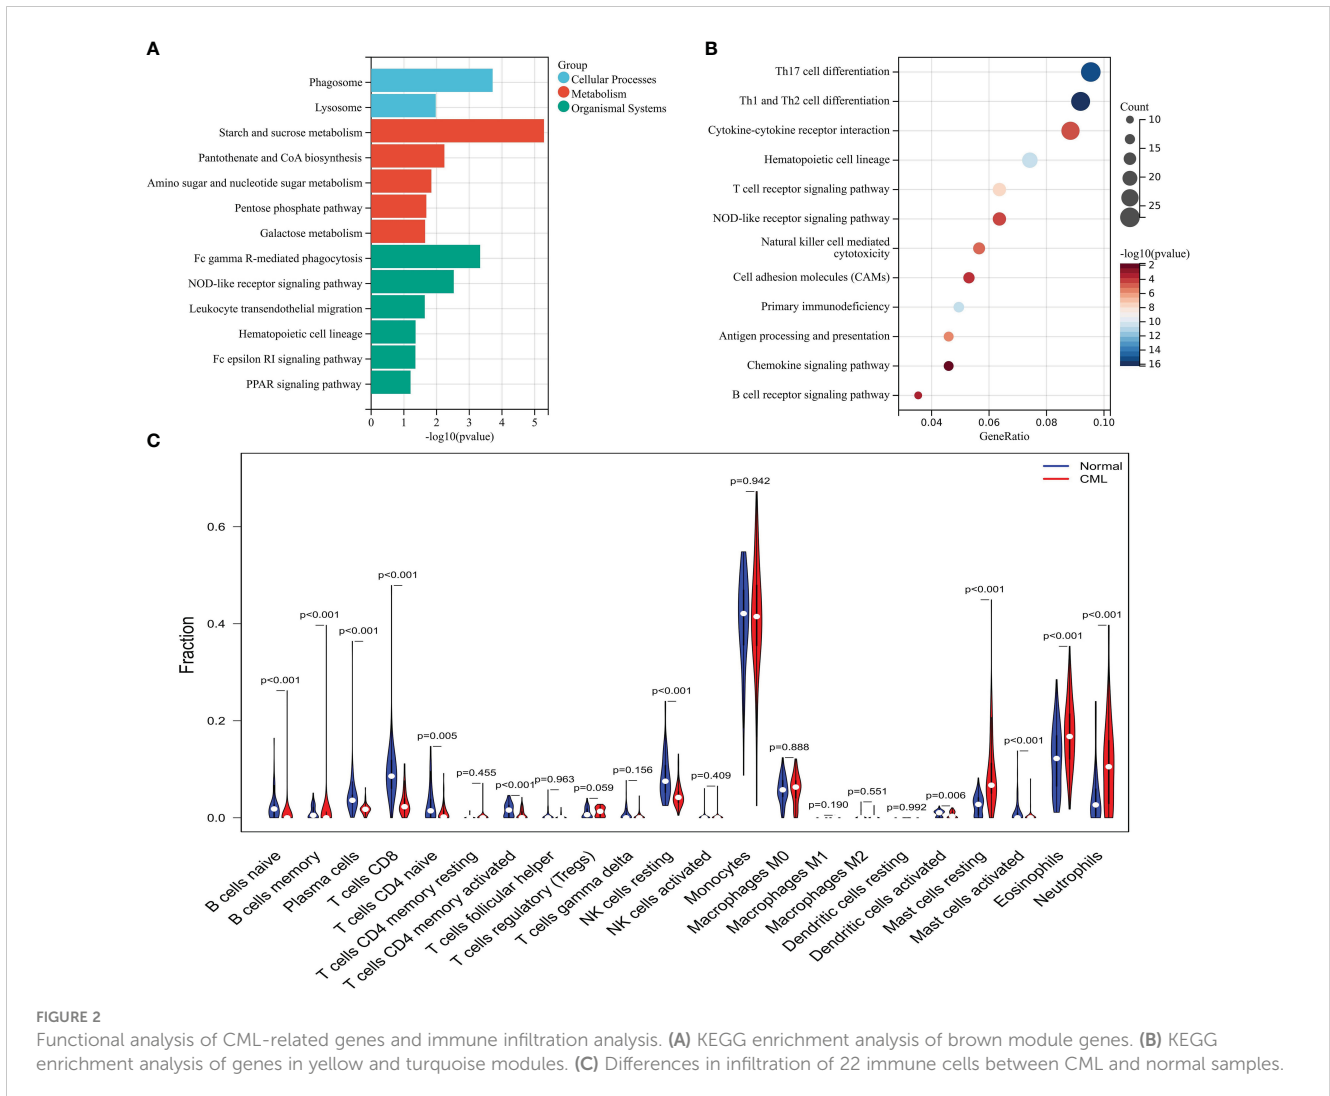 A
Group
Cellular Processes
Metabolism
Organismal Systems
Phagosome
Lysosome
Starch and sucrose metabolism
Pantothenate and CoA biosynthesis
Amino sugar and nucleotide sugar metabolism
Pentose phosphate pathway
Galactose metabolism
Fc gamma R-mediated phagocytosis
NOD-like receptor signaling pathway
Leukocyte transendothelial migration
Hematopoietic cell lineage
Fc epsilon RI signaling pathway
PPAR signaling pathway
0 1 2 3 4 5
-log10(pvalue)
B
Th17 cell differentiation
Th1 and Th2 cell differentiation
Cytokine-cytokine receptor interaction
Hematopoietic cell lineage
T cell receptor signaling pathway
NOD-like receptor signaling pathway
Natural killer cell mediated
cytotoxicity
Cell adhesion molecules (CAMs)
Primary immunodeficiency
Antigen processing and presentation
Chemokine signaling pathway
B cell receptor signaling pathway
0.04 0.06 0.08 0.10
GeneRatio
Count
10
15
20
25
-log10(pvalue)
2
4
6
8
10
12
14
16
C
Normal
CML
Fraction
0.6
0.4
0.2
0.0
p<0.001
p<0.001
p<0.001
p<0.001
p=0.005
p=0.455
p<0.001
p=0.963
p=0.059
p=0.156
p<0.001
p=0.409
p=0.942
p=0.888
p=0.190
p=0.551
p=0.992
p=0.006
p<0.001
p<0.001
p<0.001
p<0.001
B cells naive
B cells memory
Plasma cells
T cells CD8
T cells CD4 naive
T cells CD4 memory resting
T cells CD4 memory activated
T cells follicular helper
T cells regulatory (Tregs)
T cells gamma delta
NK cells resting
NK cells activated
Monocytes
Macrophages M0
Macrophages M1
Macrophages M2
Dendritic cells resting
Dendritic cells activated
Mast cells resting
Mast cells activated
Eosinophils
Neutrophils
FIGURE 2
Functional analysis of CML-related genes and immune infiltration analysis. (A) KEGG enrichment analysis of brown module genes. (B) KEGG
enrichment analysis of genes in yellow and turquoise modules. (C) Differences in infiltration of 22 immune cells between CML and normal samples.